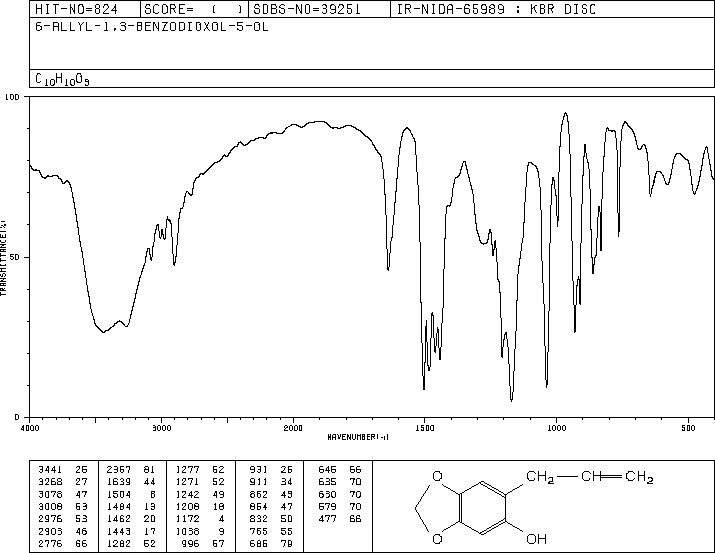 HIT-NO=824 SCORE= ( ) SDBS-NO=39251 IR-NIDA-65989 : KBR DISC
6-ALLYL-1,3-BENZODIOXOL-5-OL
C10H10O3
100
50
0
TRANSMITTANCE(%)
4000 3000 2000 1500 1000 500
WAVENUMBER(-1)
3441 26 2367 81 1277 52 931 26 646 66
3268 27 1639 44 1271 52 911 34 635 70
3078 47 1504 8 1242 49 862 43 630 70
3008 53 1484 13 1208 18 854 47 579 70
2976 53 1462 20 1172 4 832 50 477 66
2903 46 1443 17 1038 9 765 55
2776 66 1282 52 996 57 686 79
O
O
CH2
CH
CH2
OH